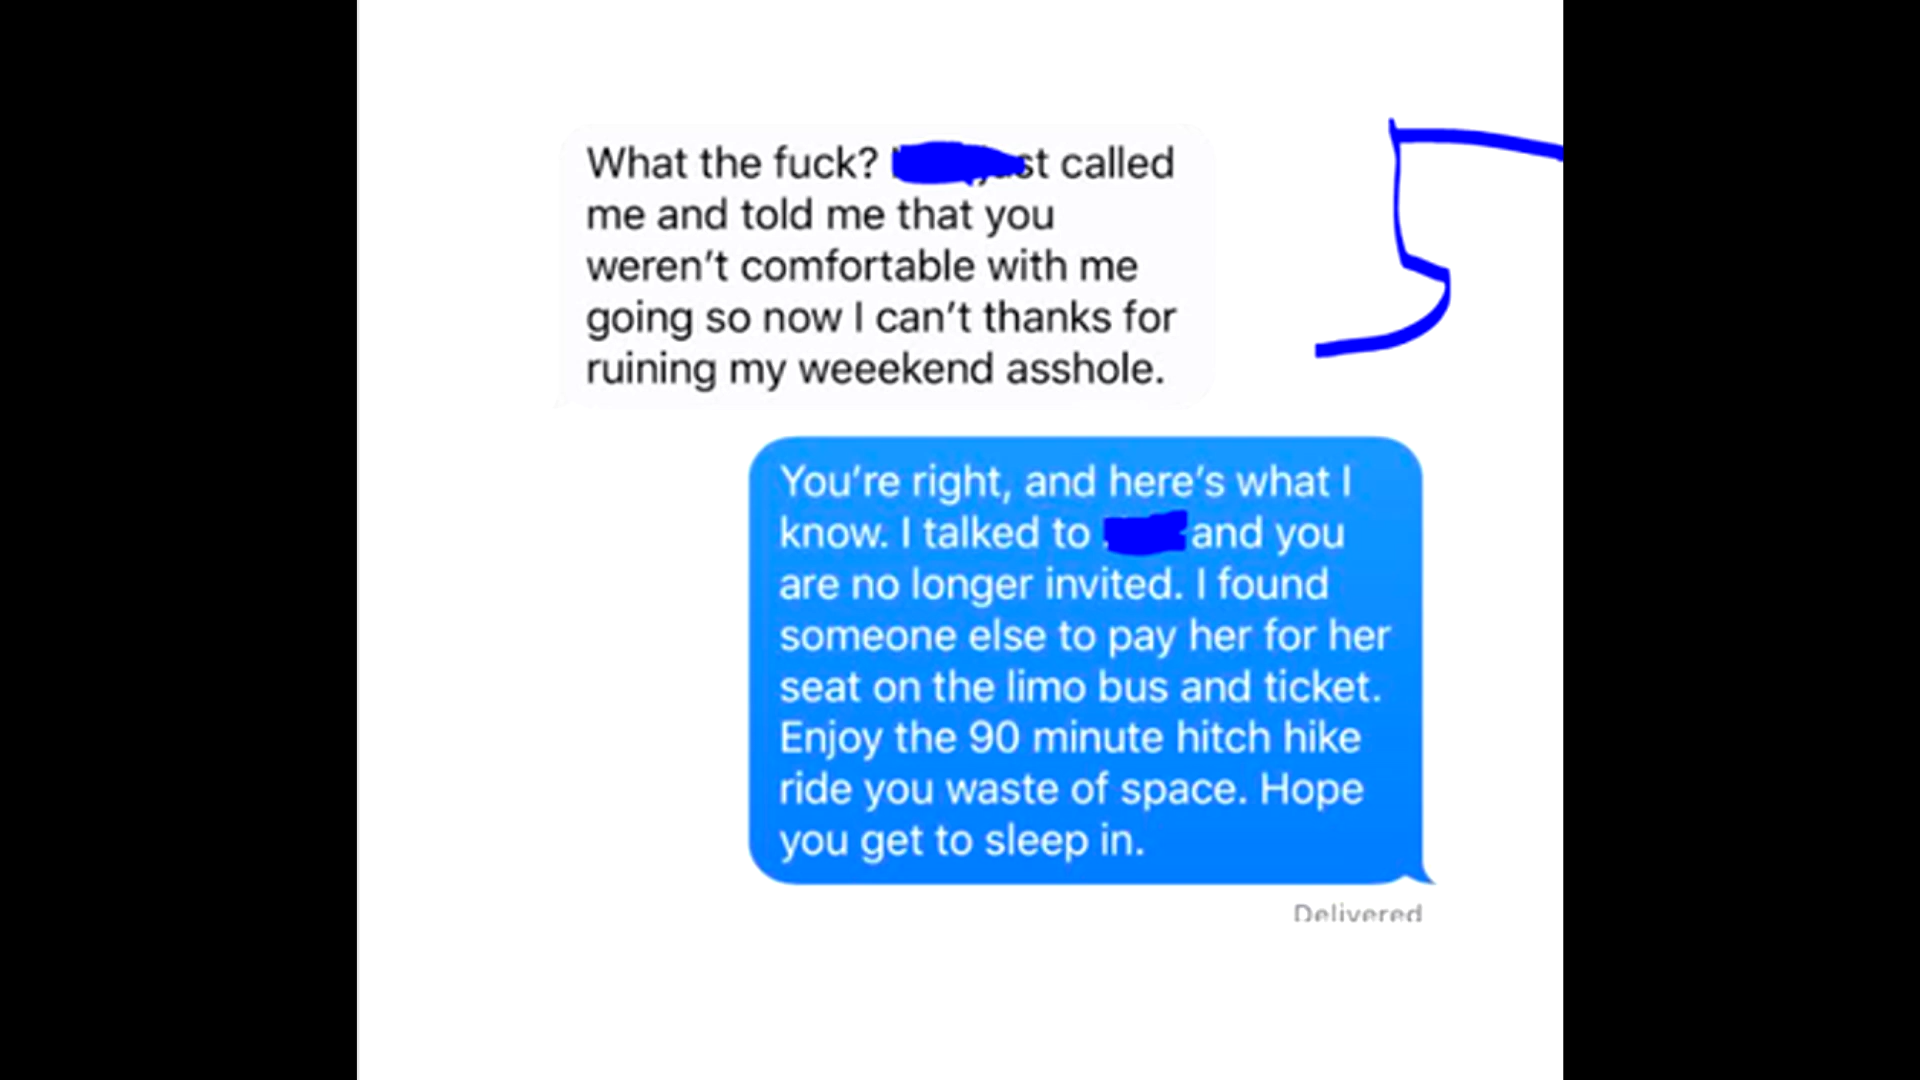 What the fuck? st called
me and told me that you
weren't comfortable with me
going so now I can't thanks for
ruining my weeekend asshole.
You're right, and here's what I
know. I talked to and you
are no longer invited. I found
someone else to pay her for her
seat on the limo bus and ticket.
Enjoy the 90 minute hitch hike
ride you waste of space. Hope
you get to sleep in.
Delivered